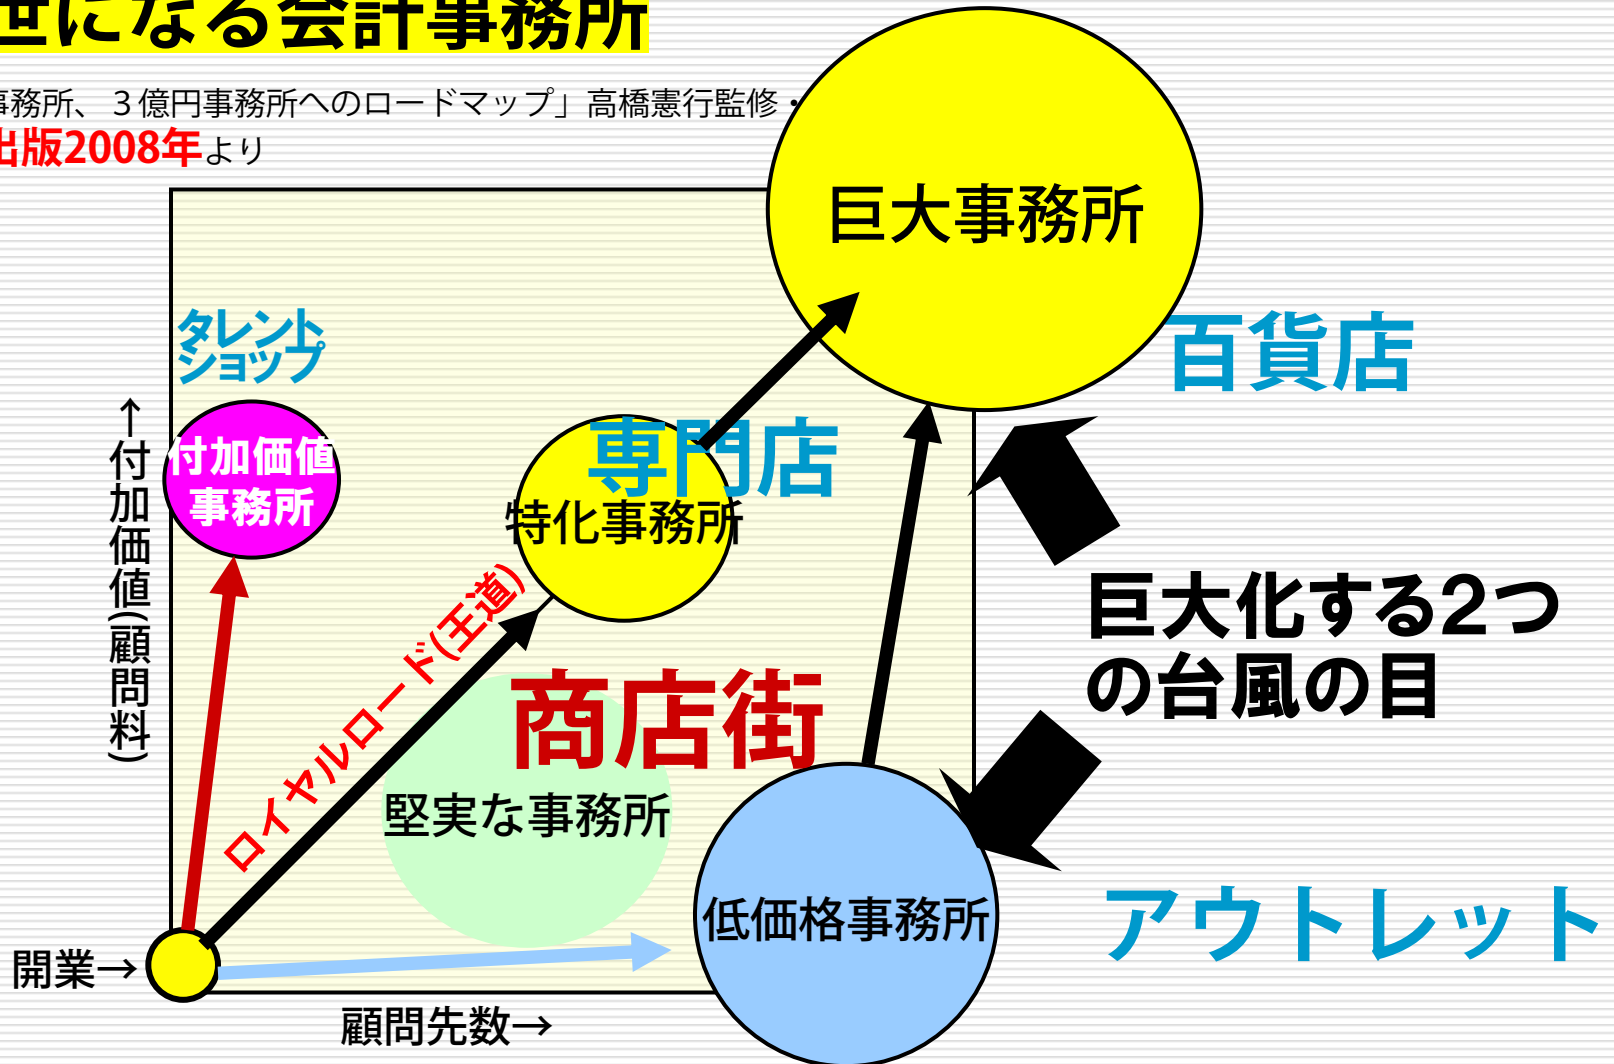 世になる会計事務所
事務所、３億円事務所へのロードマップ」高橋憲行監修・
出版2008年より
巨大事務所
百貨店
タレント
ショップ
付加価値
事務所
↑付加価値(顧問料)
専門店
特化事務所
ロイヤルロード(王道)
巨大化する2つ
の台風の目
商店街
堅実な事務所
低価格事務所
アウトレット
開業→
顧問先数→